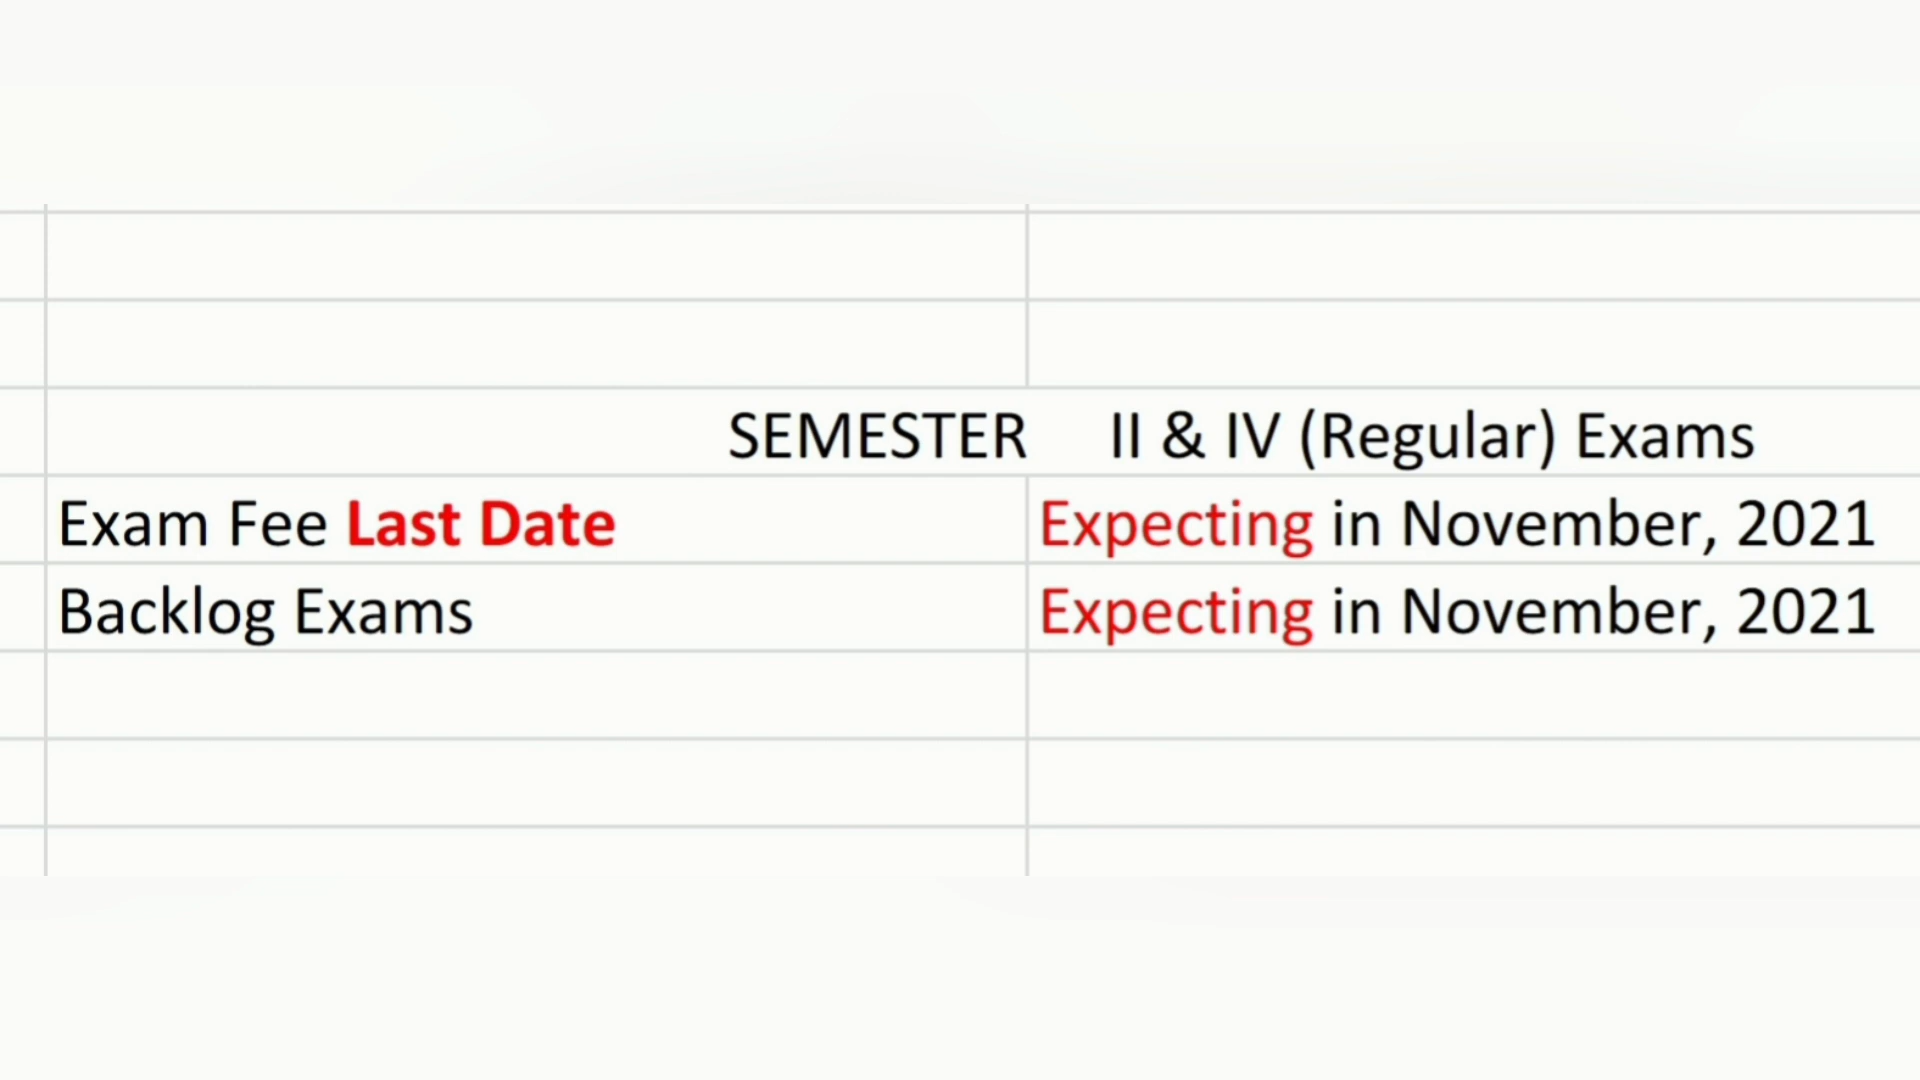 SEMESTER II & IV (Regular) Exams
Exam Fee Last Date Expecting in November, 2021
Backlog Exams Expecting in November, 2021